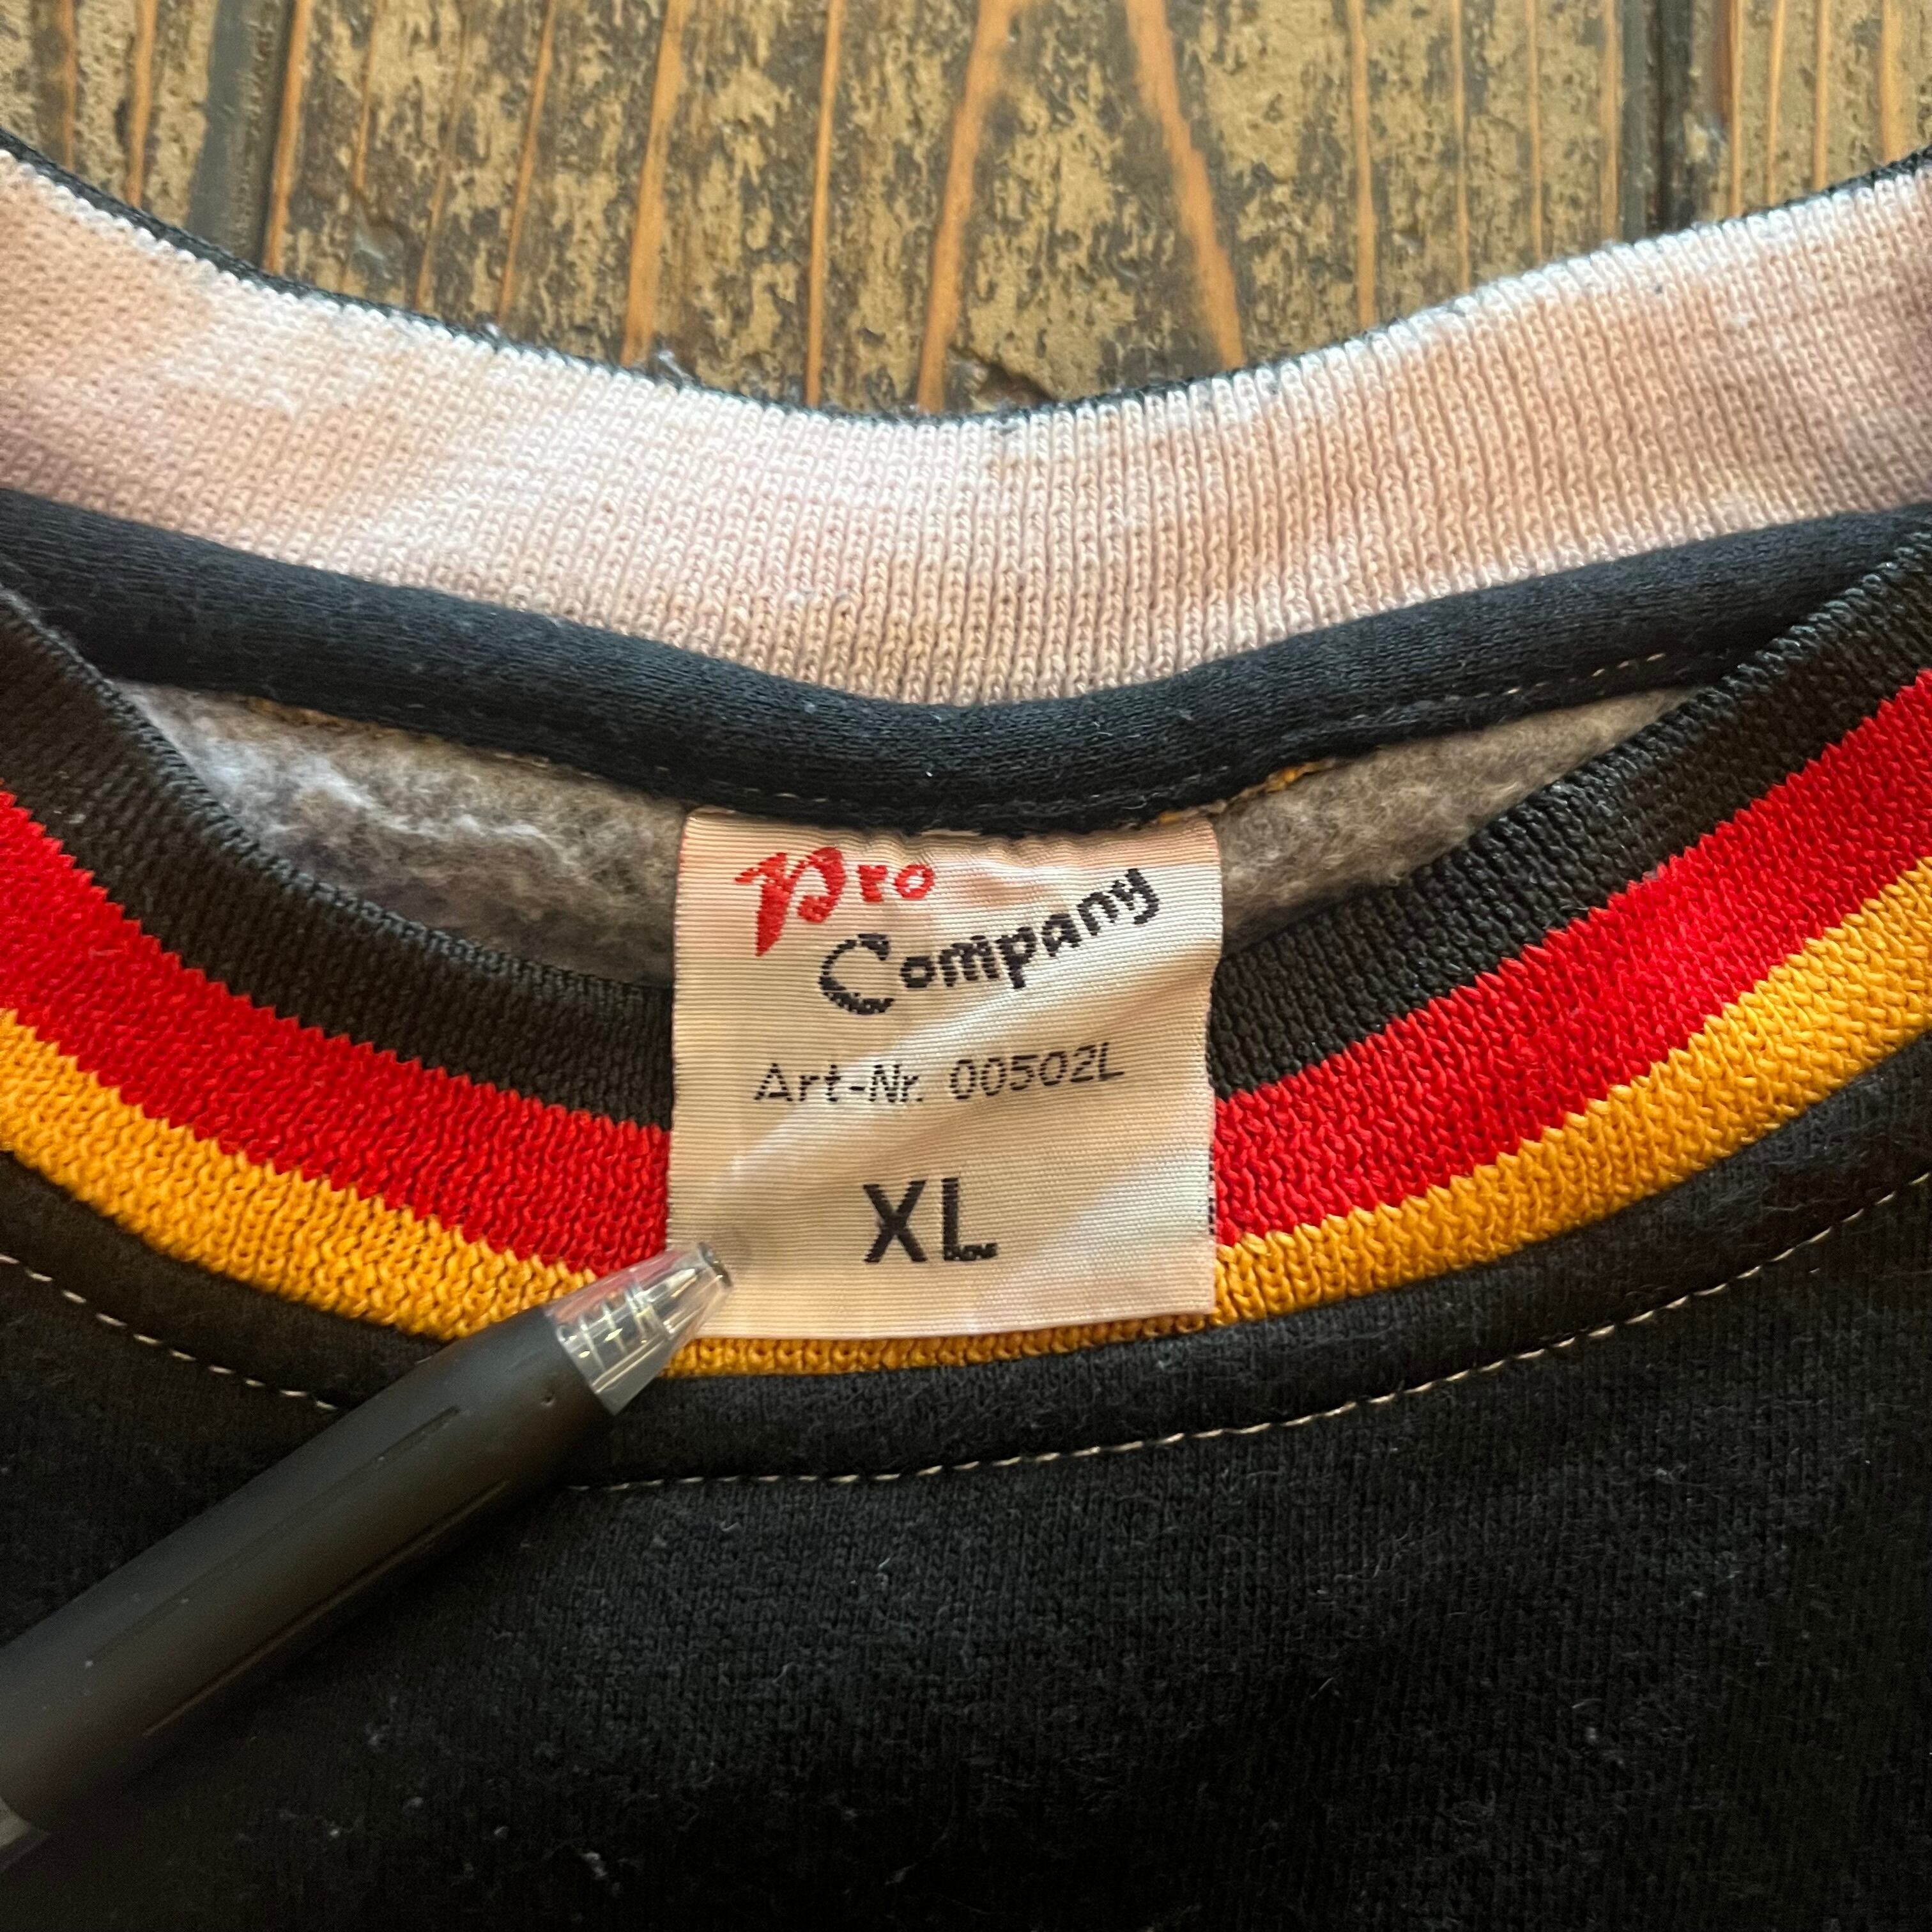 Pro
Company
Art-Nr. 00502L
XL